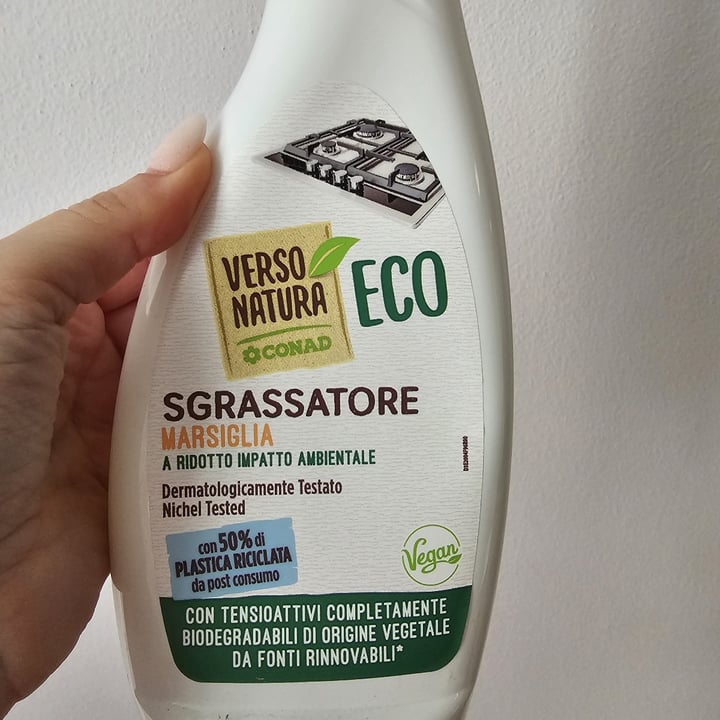 VERSO
NATURA
CONAD
ECO
SGRASSATORE
MARSIGLIA
A RIDOTTO IMPATTO AMBIENTALE
Dermatologicamente Testato
Nichel Tested
con 50% di
PLASTICA RICICLATA
da post consumo
Vegan
CON TENSIOATTIVI COMPLETAMENTE
BIODEGRADABILI DI ORIGINE VEGETALE
DA FONTI RINNOVABILI*